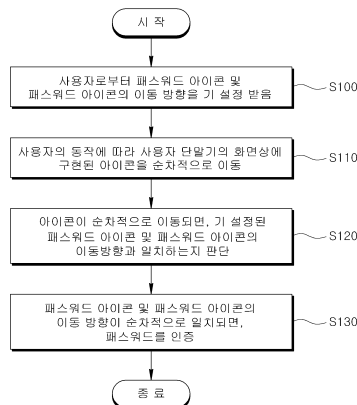 시 작
사용자로부터 패스워드 아이콘 및
패스워드 아이콘의 이동 방향을 기 설정 받음
S100
사용자의 동작에 따라 사용자 단말기의 화면상에
구현된 아이콘을 순차적으로 이동
S110
아이콘이 순차적으로 이동되면, 기 설정된
패스워드 아이콘 및 패스워드 아이콘의
이동방향과 일치하는지 판단
S120
패스워드 아이콘 및 패스워드 아이콘의
이동 방향이 순차적으로 일치되면,
패스워드를 인증
S130
종 료